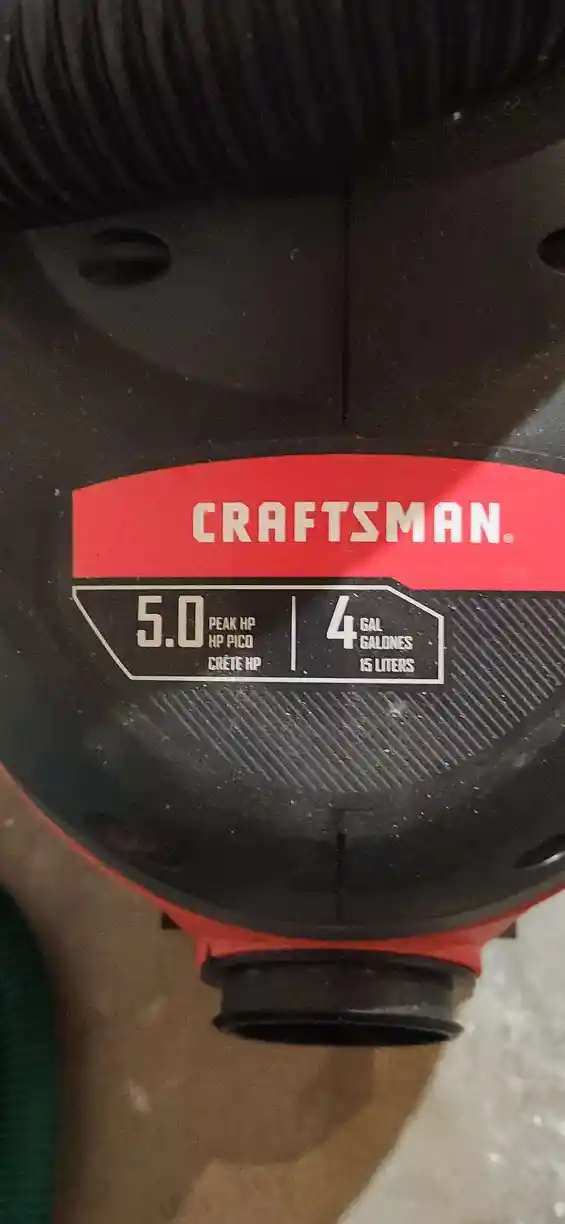 CRAFTSMAN®
5.0 PEAK HP
HP PICO
CRÊTE HP
4 GAL
GALONES
15 LITERS